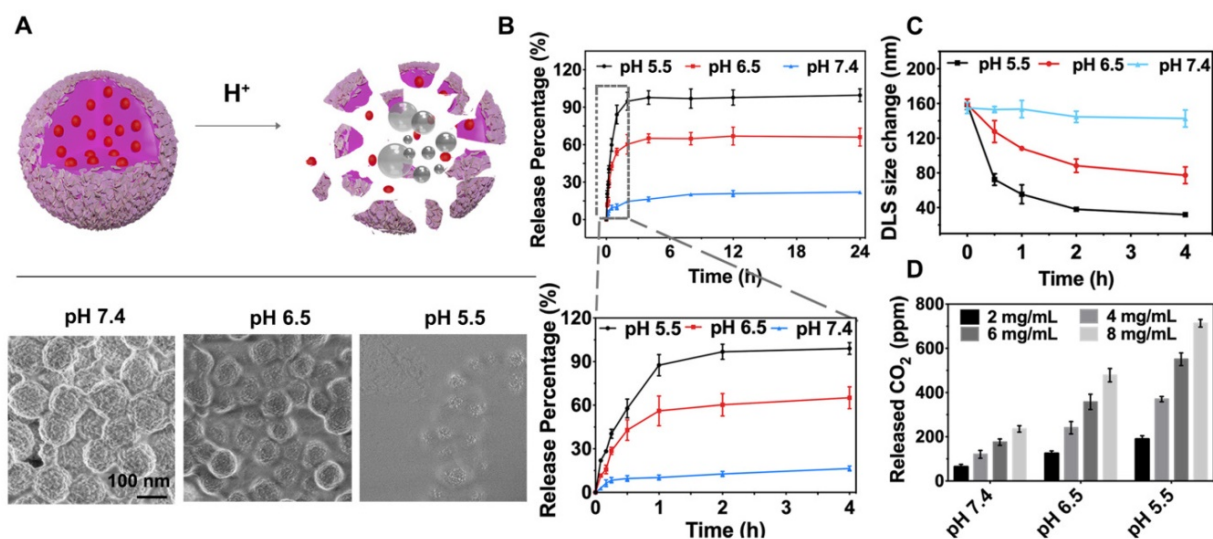 A
H+
pH 7.4
pH 6.5
pH 5.5
100 nm
B
Release Percentage (%)
120
90
60
30
0
pH 5.5
pH 6.5
pH 7.4
0
6
12
18
24
Time (h)
Release Percentage (%)
120
90
60
30
0
pH 5.5
pH 6.5
pH 7.4
0
1
2
3
4
Time (h)
C
DLS size change (nm)
200
160
120
80
40
pH 5.5
pH 6.5
pH 7.4
0
1
2
3
4
Time (h)
D
Released CO2 (ppm)
800
600
400
200
0
2 mg/mL
4 mg/mL
6 mg/mL
8 mg/mL
pH 7.4
pH 6.5
pH 5.5